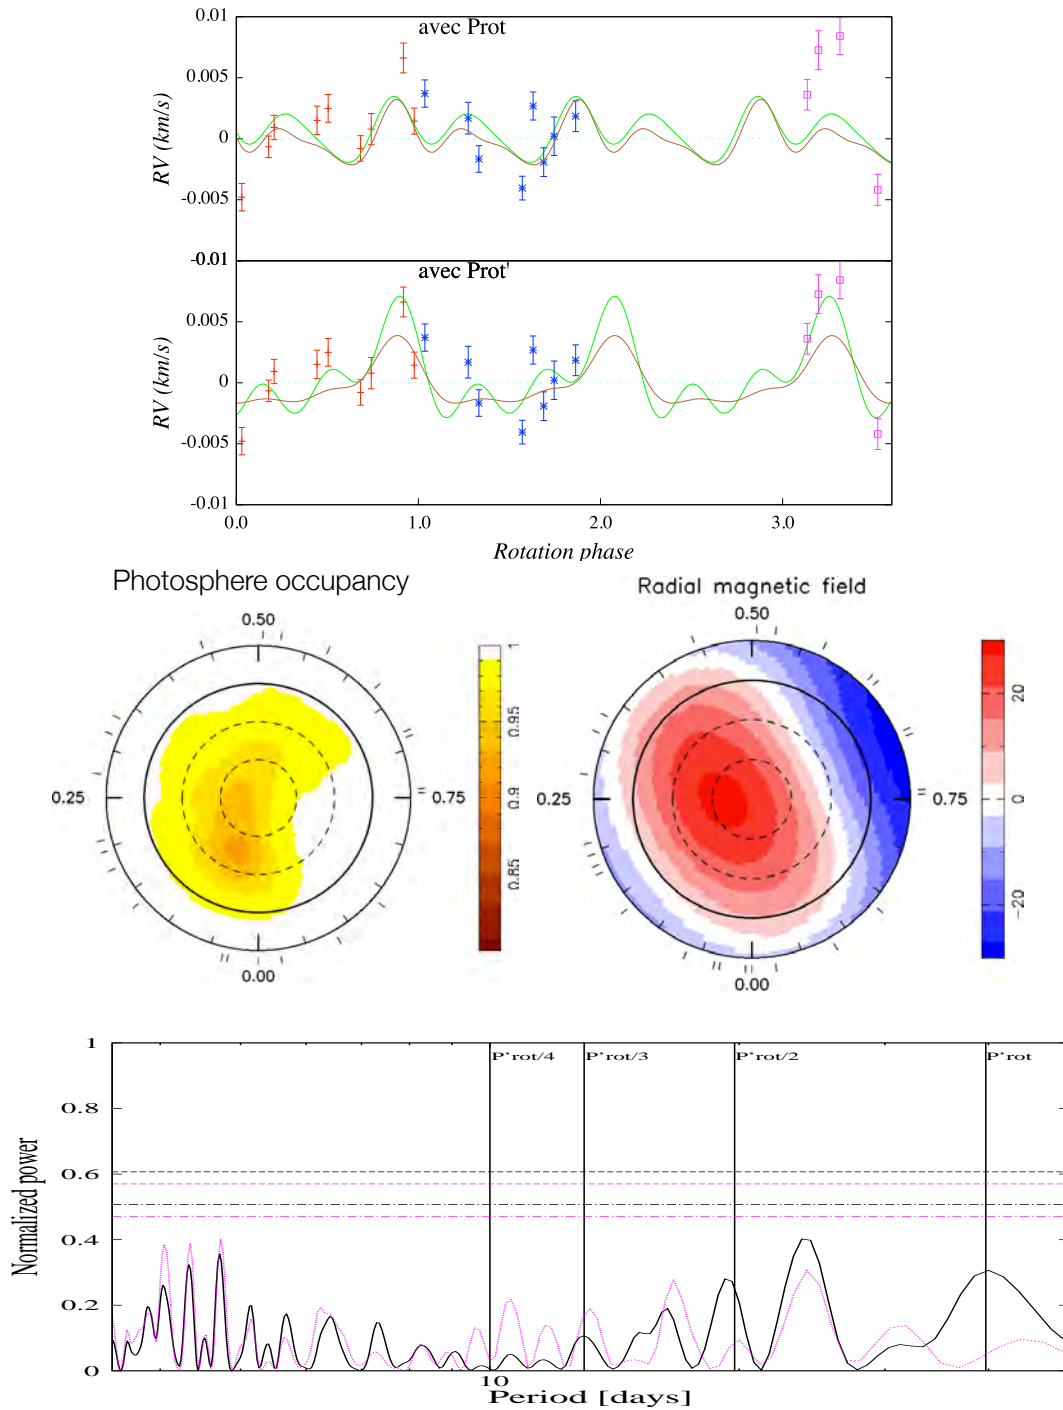 0.01
avec Prot
0.005
0
-0.005
-0.01
RV (km/s)
0.01
avec Prot'
0.005
0
-0.005
-0.01
RV (km/s)
0.0 1.0 2.0 3.0
Rotation phase
Photosphere occupancy
Radial magnetic field
0.50
0.25
0.75
0.00
1
0.95
0.9
0.85
0.50
0.25
0.75
0.00
20
0
-20
1
0.8
0.6
0.4
0.2
0
Normalized power
P'rot/4 P'rot/3 P'rot/2 P'rot
10
Period [days]